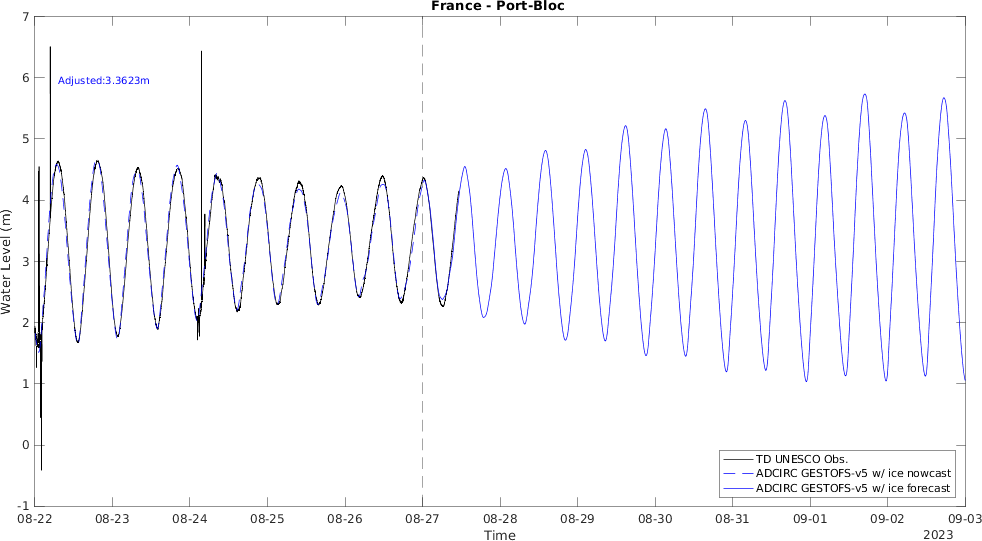 France - Port-Bloc
7
6
5
4
3
2
1
0
-1
Water Level (m)
Adjusted:3.3623m
TD UNESCO Obs.
ADCIRC GESTOFS-v5 w/ ice nowcast
ADCIRC GESTOFS-v5 w/ ice forecast
08-22 08-23 08-24 08-25 08-26 08-27 08-28 08-29 08-30 08-31 09-01 09-02 09-03
Time
2023